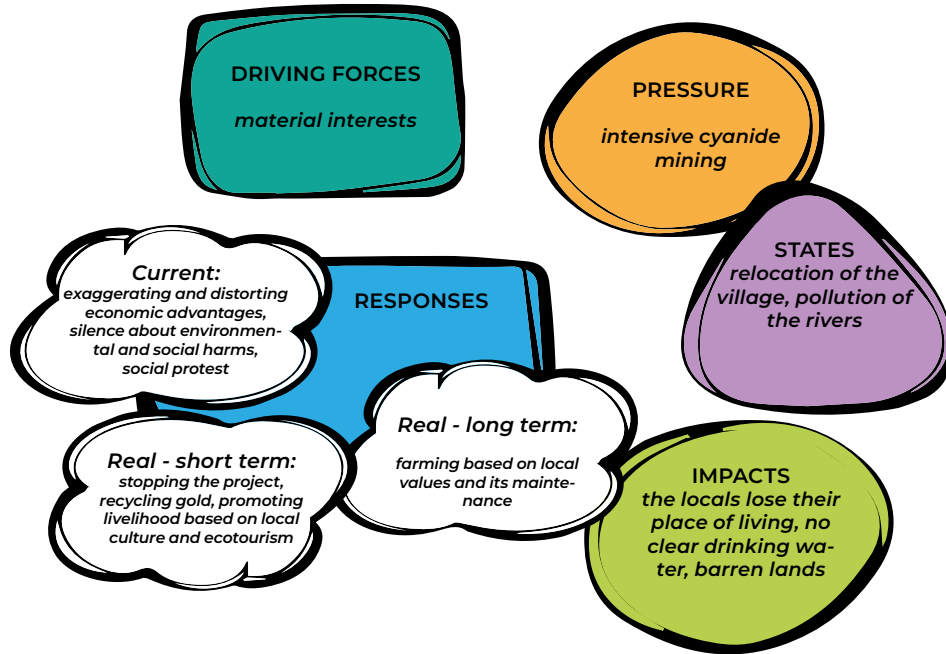 DRIVING FORCES
material interests
PRESSURE
intensive cyanide
mining
STATES
relocation of the
village, pollution of
the rivers
Current:
exaggerating and distorting
economic advantages,
silence about environmen-
tal and social harms,
social protest
RESPONSES
Real - long term:
farming based on local
values and its mainte-
nance
Real - short term:
stopping the project,
recycling gold, promoting
livelihood based on local
culture and ecotourism
IMPACTS
the locals lose their
place of living, no
clear drinking wa-
ter, barren lands